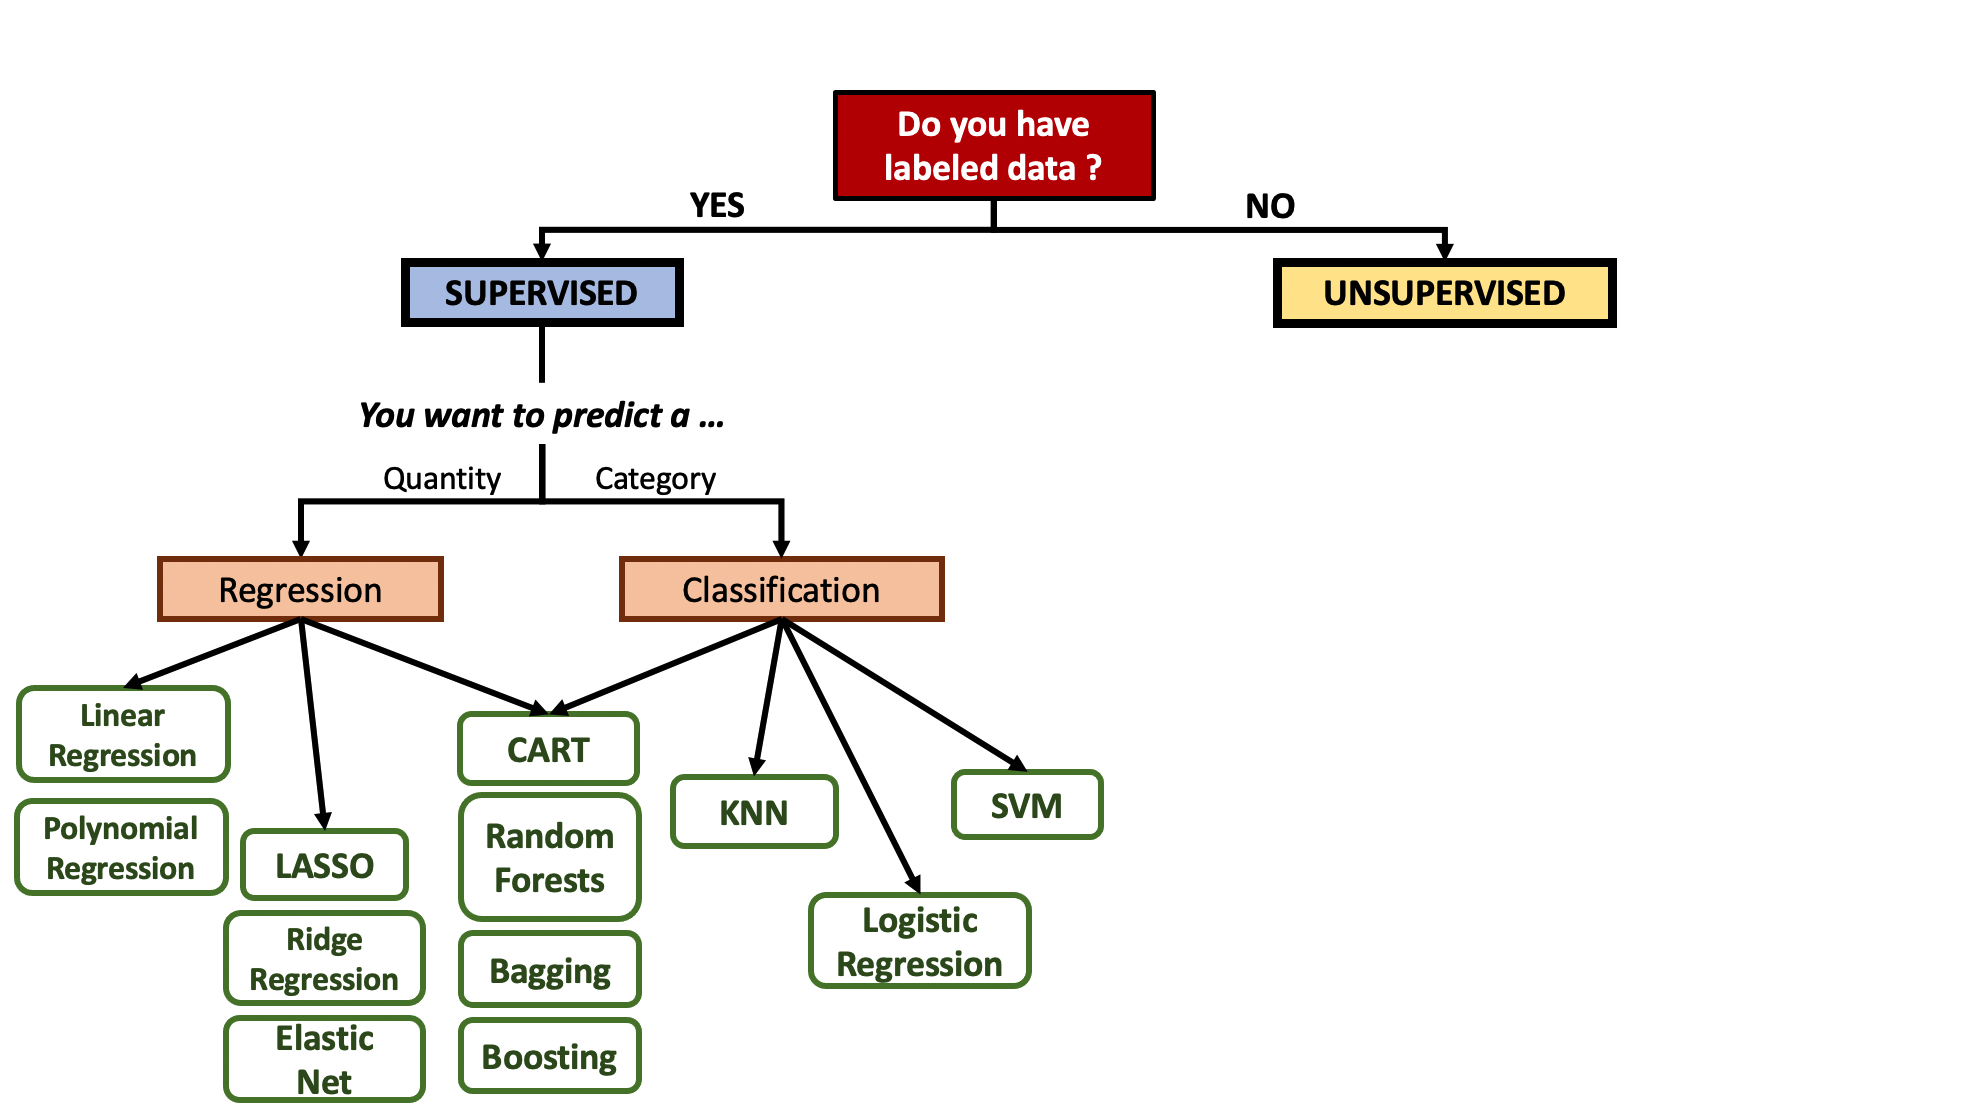 Do you have
labeled data ?
YES
NO
SUPERVISED
UNSUPERVISED
You want to predict a ...
Quantity
Category
Regression
Classification
Linear
Regression
Polynomial
Regression
LASSO
Ridge
Regression
Elastic
Net
CART
Random
Forests
Bagging
Boosting
KNN
Logistic
Regression
SVM